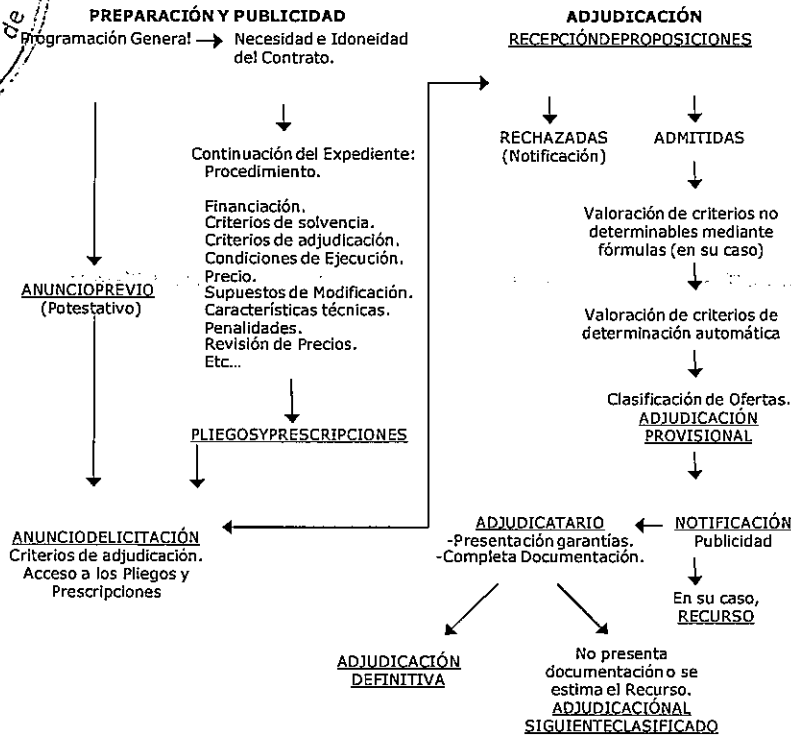 de
PREPARACIÓN Y PUBLICIDAD
Programación General
Necesidad e Idoneidad
del Contrato.
Continuación del Expediente:
Procedimiento.
Financiación.
Criterios de solvencia.
Criterios de adjudicación.
Condiciones de Ejecución.
Precio.
Supuestos de Modificación.
Características técnicas.
Penalidades.
Revisión de Precios.
Etc...
ANUNCIOPREVIO
(Potestativo)
PLIEGOSYPRESCRIPCIONES
ANUNCIODELICITACIÓN
Criterios de adjudicación.
Acceso a los Pliegos y
Prescripciones
ADJUDICACIÓN
RECEPCIÓNDEPROPOSICIONES
RECHAZADAS
(Notificación)
ADMITIDAS
Valoración de criterios no
determinables mediante
fórmulas (en su caso)
Valoración de criterios de
determinación automática
Clasificación de Ofertas.
ADJUDICACIÓN
PROVISIONAL
NOTIFICACIÓN
Publicidad
En su caso,
RECURSO
ADJUDICATARIO
-Presentación garantías.
-Completa Documentación.
ADJUDICACIÓN
DEFINITIVA
No presenta
documentación o se
estima el Recurso.
ADJUDICACIÓNAL
SIGUIENTECLASIFICADO